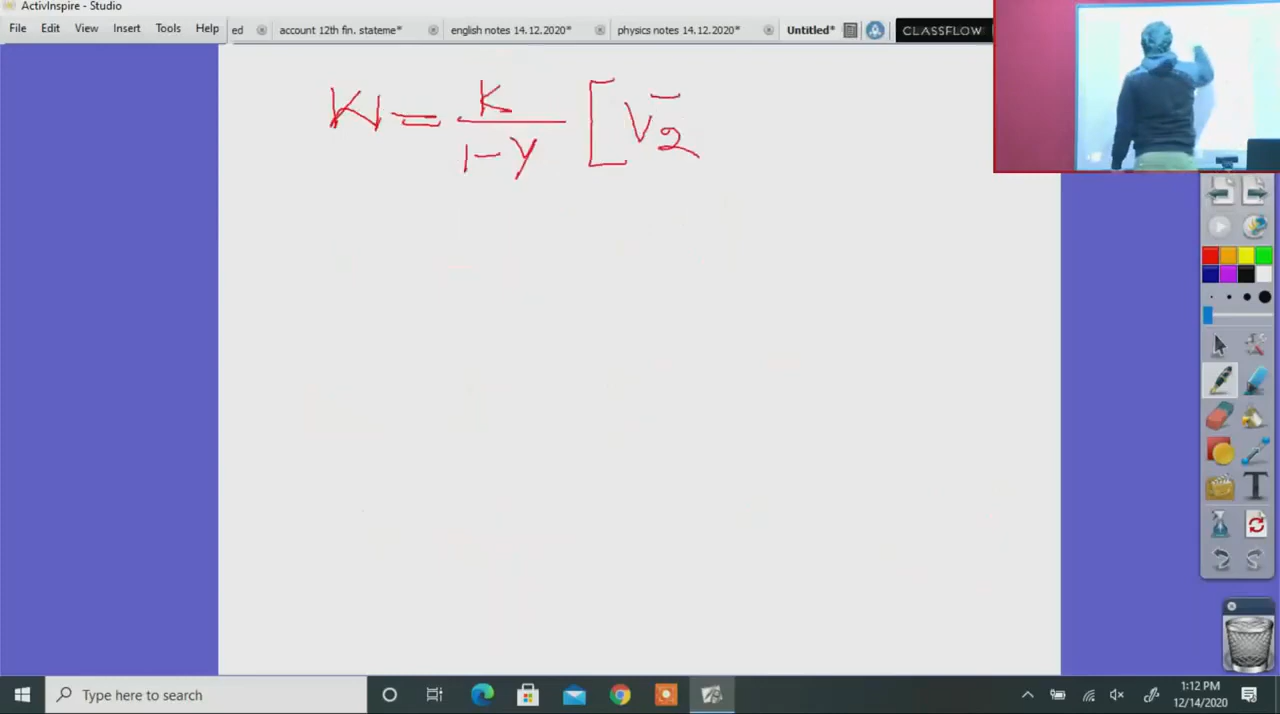 ActivInspire - Studio
File Edit View Insert Tools Help
ed account 12th fin. stateme* english notes 14.12.2020* physics notes 14.12.2020* Untitled* CLASSFLOW
K
= K / 1-γ [ V2 -
T
Type here to search
1:12 PM
12/14/2020